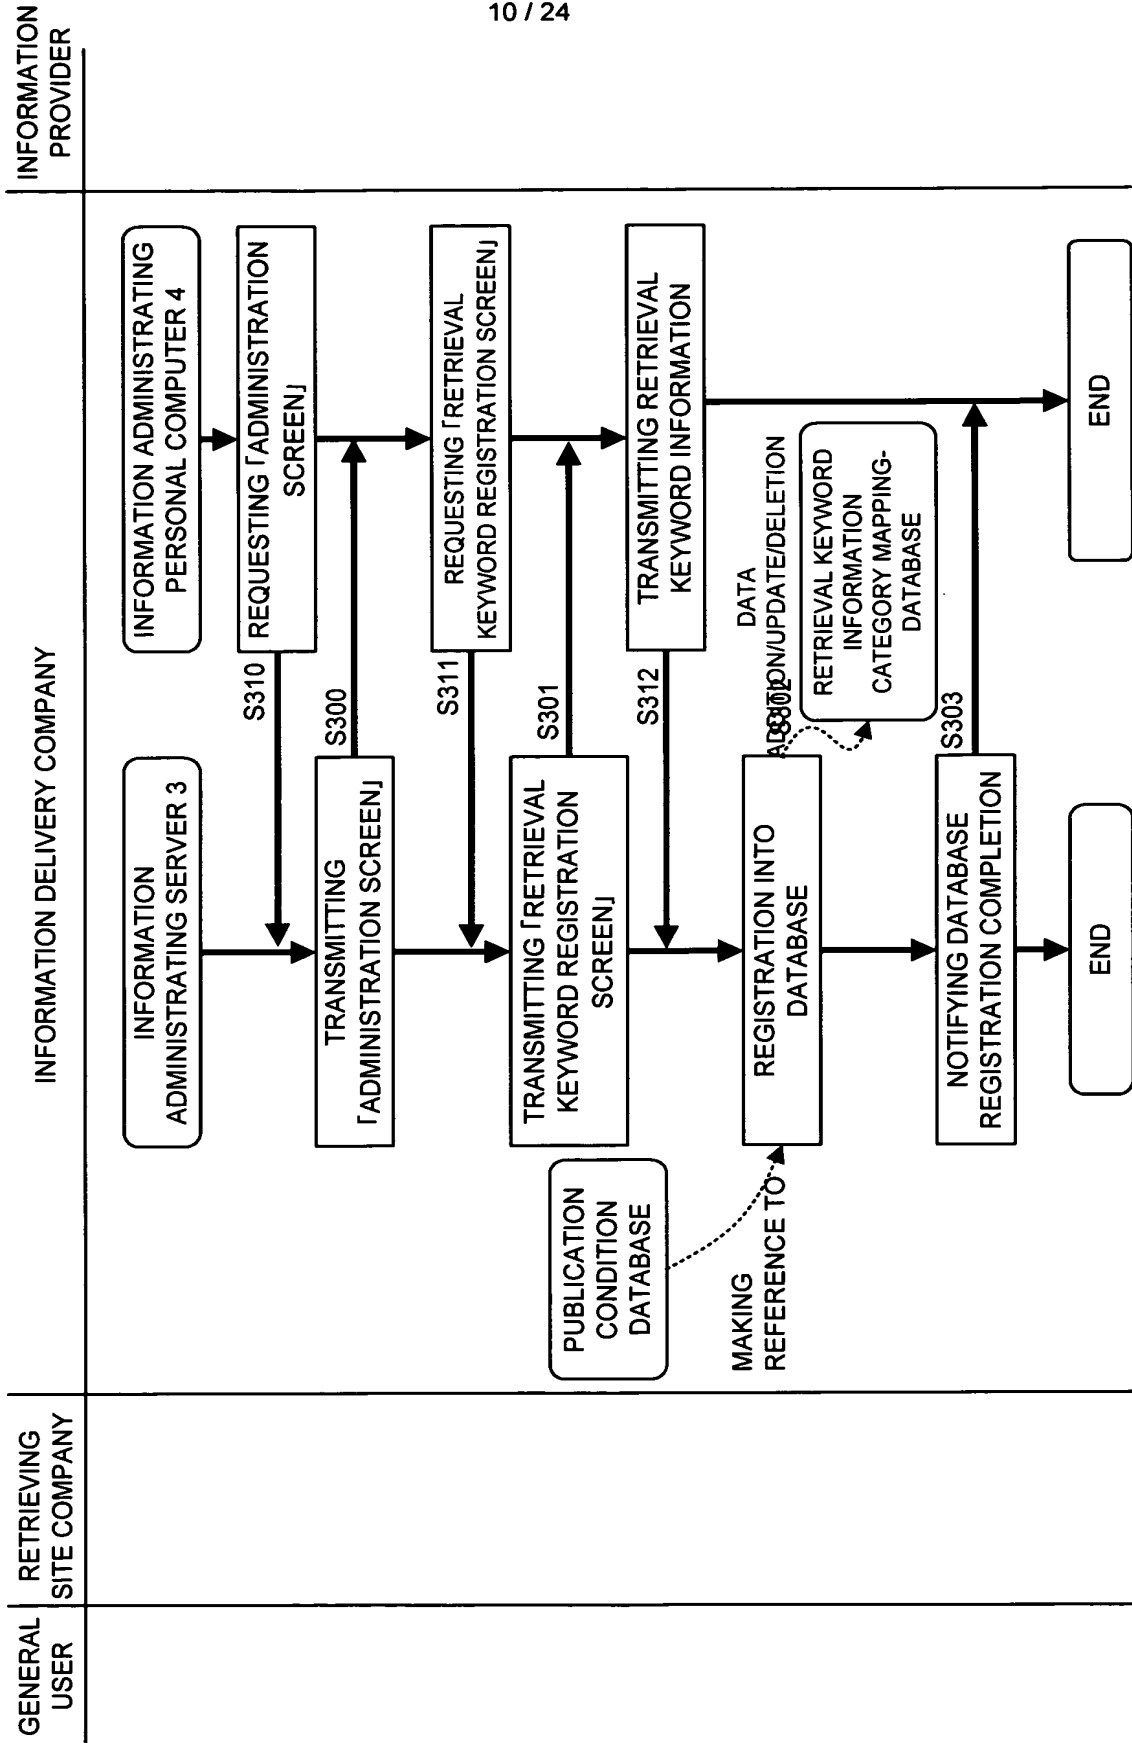 10 / 24
GENERAL
USER
RETRIEVING
SITE COMPANY
INFORMATION DELIVERY COMPANY
INFORMATION
PROVIDER
INFORMATION
ADMINISTRATING SERVER 3
INFORMATION ADMINISTRATING
PERSONAL COMPUTER 4
S310
REQUESTING「ADMINISTRATION
SCREEN」
TRANSMITTING
「ADMINISTRATION SCREEN」
S300
S311
REQUESTING「RETRIEVAL
KEYWORD REGISTRATION SCREEN」
TRANSMITTING「RETRIEVAL
KEYWORD REGISTRATION
SCREEN」
S301
S312
TRANSMITTING RETRIEVAL
KEYWORD INFORMATION
PUBLICATION
CONDITION
DATABASE
MAKING
REFERENCE TO
REGISTRATION INTO
DATABASE
S302
DATA
ADDITION/UPDATE/DELETION
RETRIEVAL KEYWORD
INFORMATION
CATEGORY MAPPING-
DATABASE
NOTIFYING DATABASE
REGISTRATION COMPLETION
S303
END
END